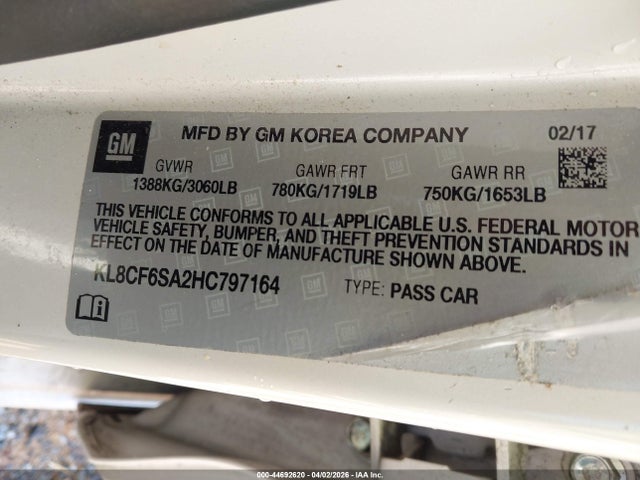 GM
MFD BY GM KOREA COMPANY 02/17
GVWR GAWR FRT GAWR RR
1388KG/3060LB 780KG/1719LB 750KG/1653LB
THIS VEHICLE CONFORMS TO ALL APPLICABLE U.S. FEDERAL MOTOR
VEHICLE SAFETY, BUMPER, AND THEFT PREVENTION STANDARDS IN
EFFECT ON THE DATE OF MANUFACTURE SHOWN ABOVE.
KL8CF6SA2HC797164 TYPE: PASS CAR
000-44692620 04/02/2026 IAA Inc.